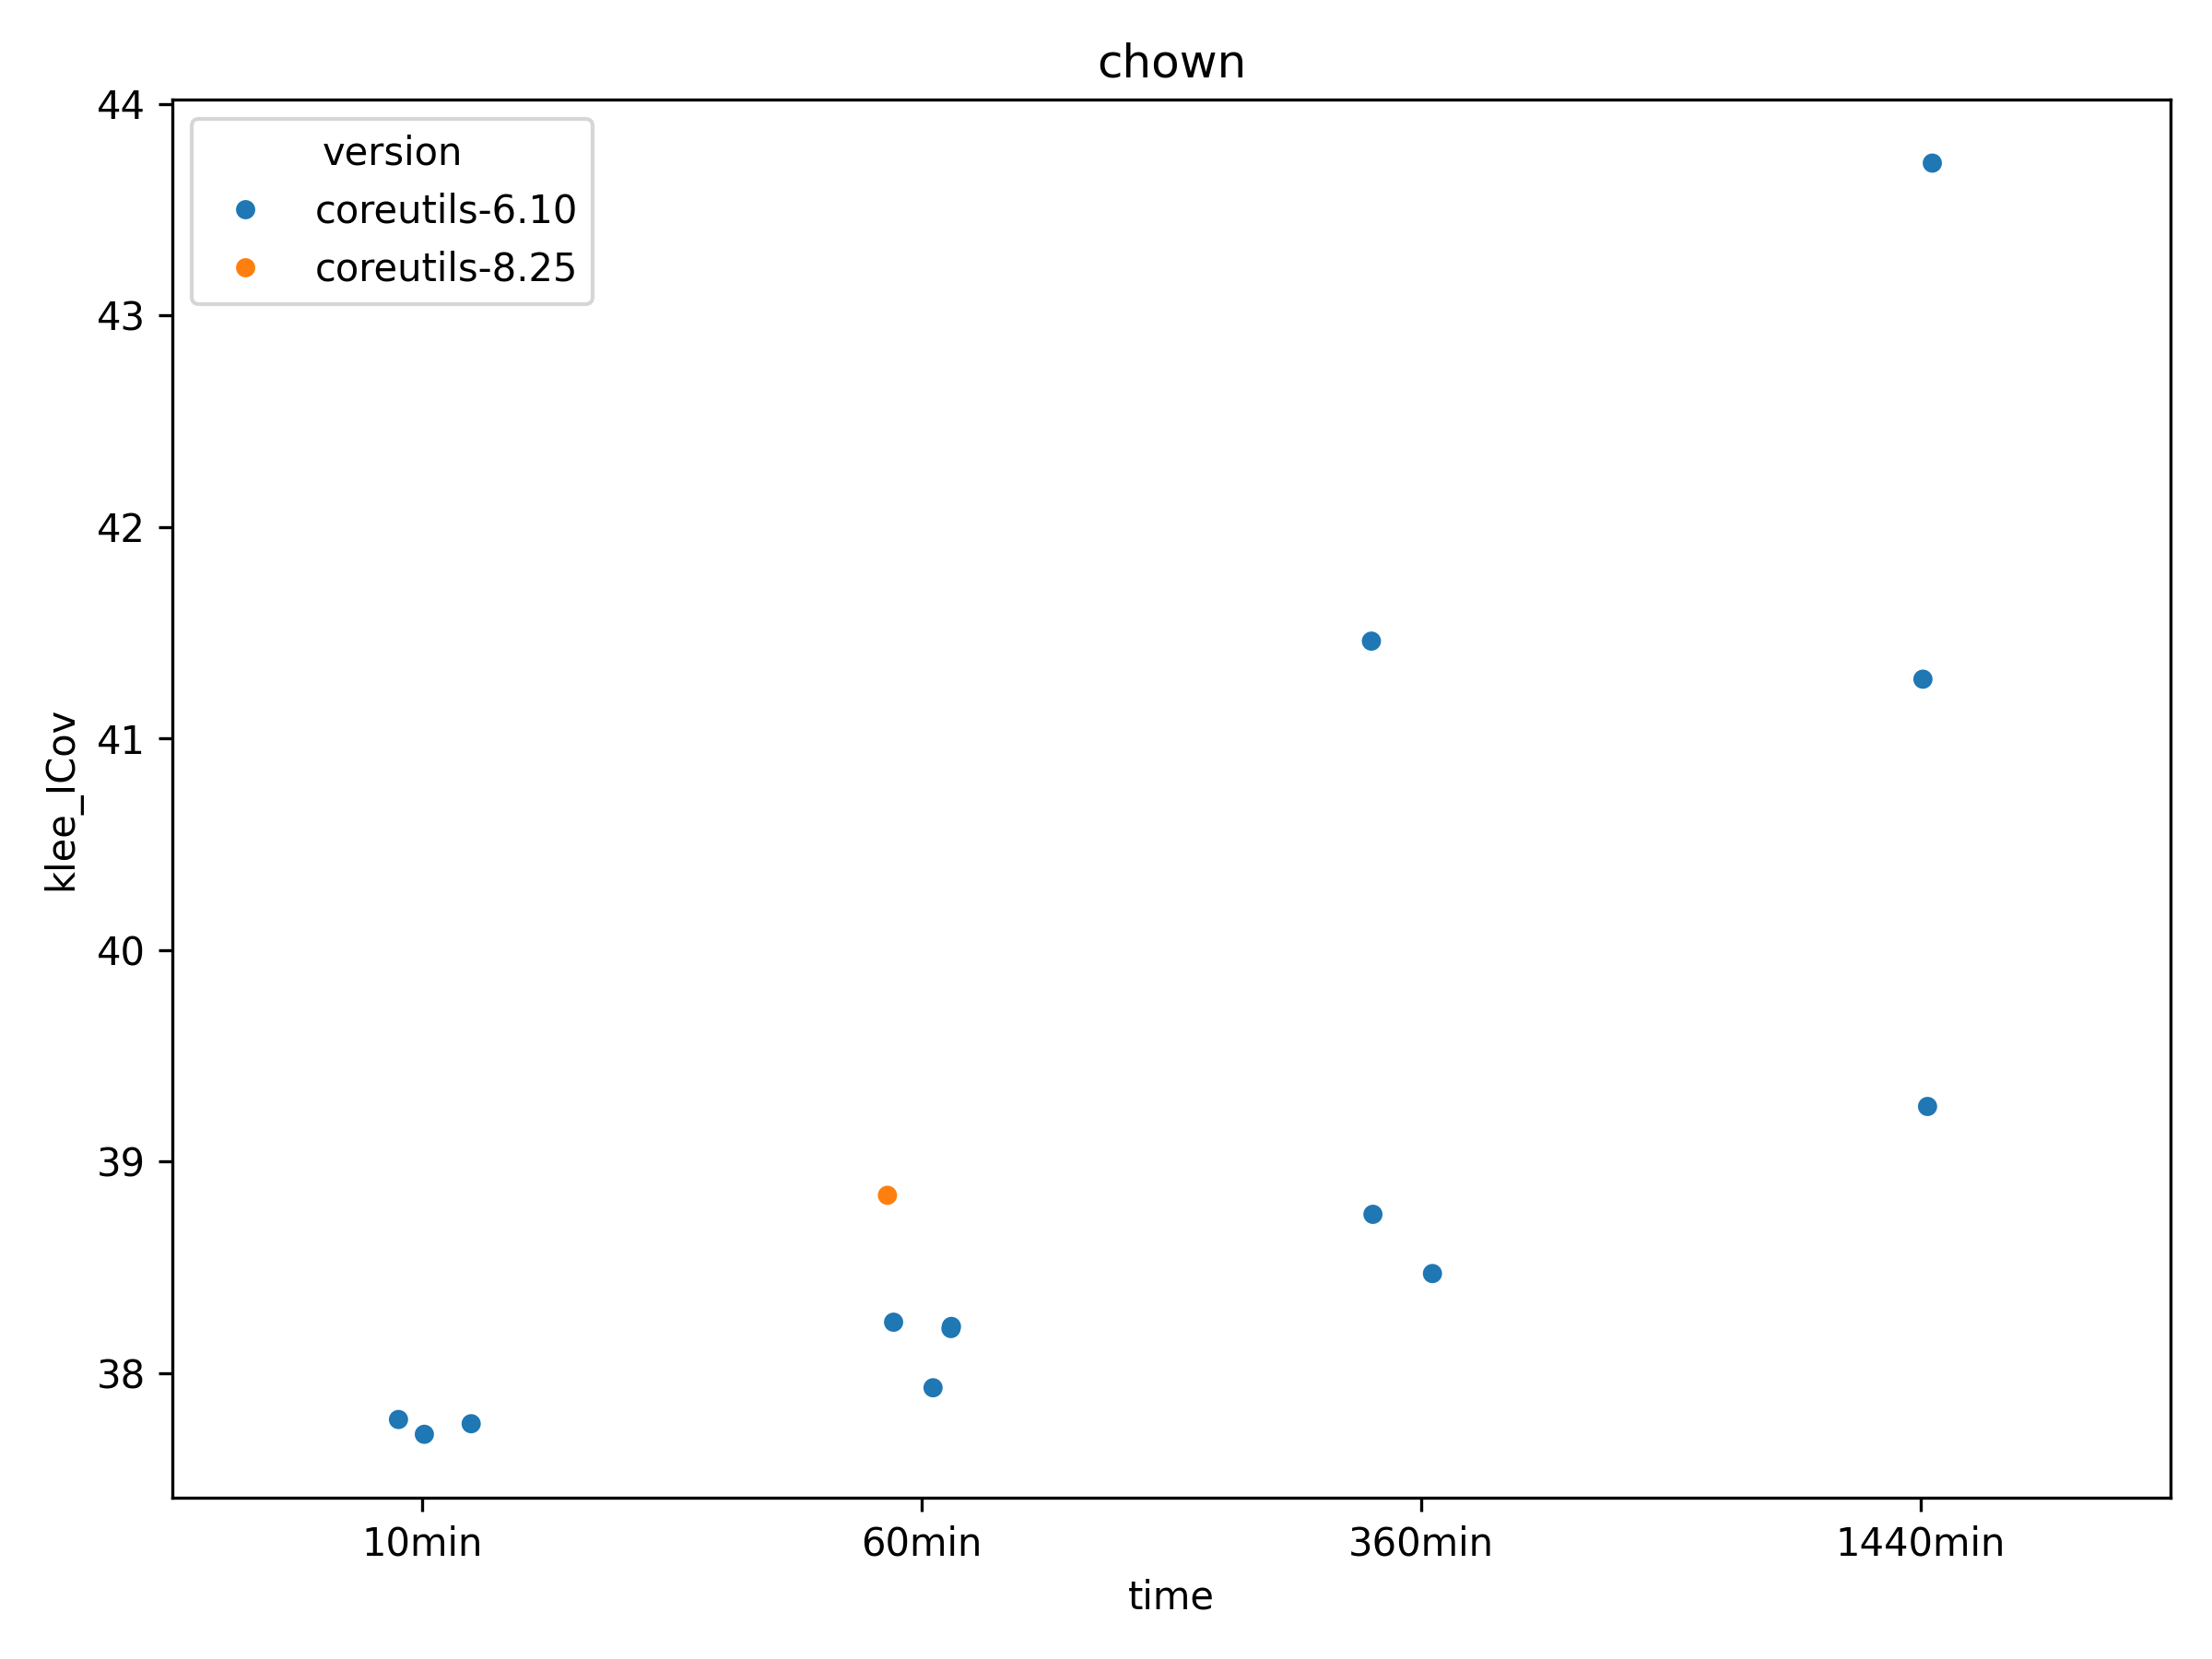 chown
version
coreutils-6.10
coreutils-8.25
klee_ICov
44
43
42
41
40
39
38
10min 60min 360min 1440min
time